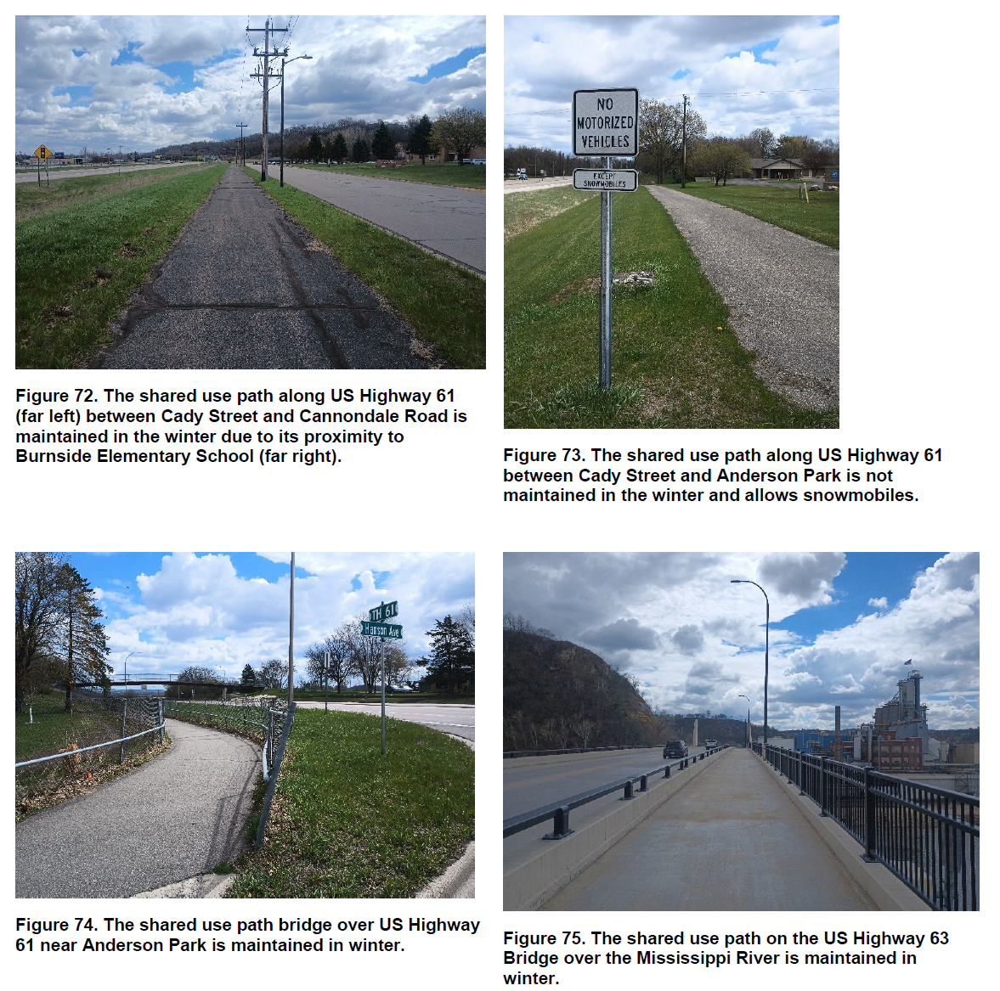 NO
MOTORIZED
VEHICLES
EXCEPT
SNOWMOBILES
Figure 72. The shared use path along US Highway 61
(far left) between Cady Street and Cannondale Road is
maintained in the winter due to its proximity to
Burnside Elementary School (far right).
Figure 73. The shared use path along US Highway 61
between Cady Street and Anderson Park is not
maintained in the winter and allows snowmobiles.
TH 61
Hanson Ave
Figure 74. The shared use path bridge over US Highway
61 near Anderson Park is maintained in winter.
Figure 75. The shared use path on the US Highway 63
Bridge over the Mississippi River is maintained in
winter.